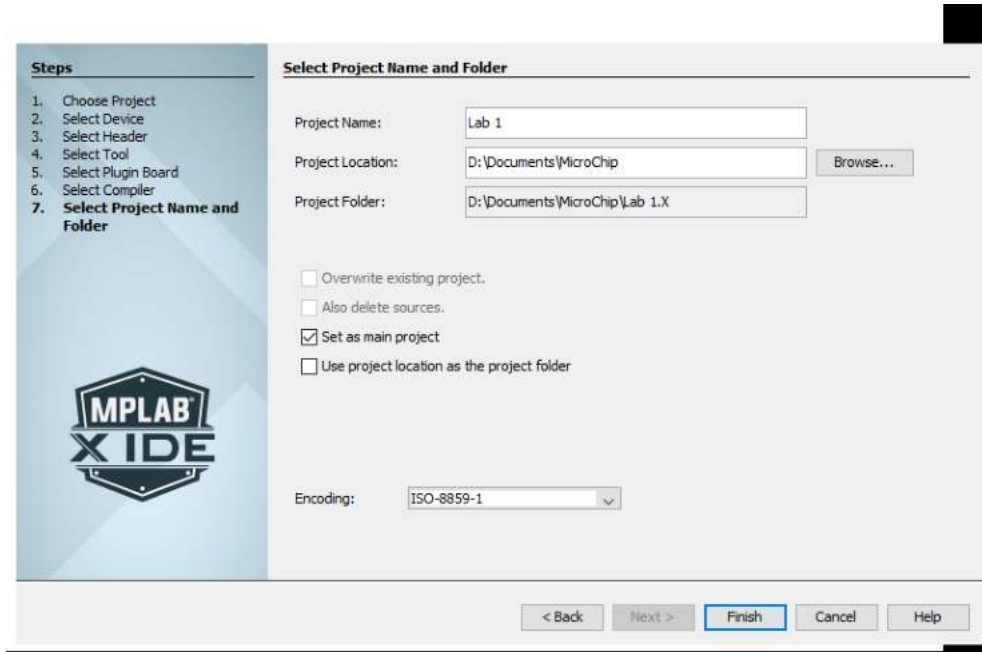 Steps
1. Choose Project
2. Select Device
3. Select Header
4. Select Tool
5. Select Plugin Board
6. Select Compiler
7. Select Project Name and
Folder
MPLAB
X IDE
Select Project Name and Folder
Project Name: Lab 1
Project Location: D:\Documents\MicroChip Browse...
Project Folder: D:\Documents\MicroChip\Lab 1.X
Overwrite existing project.
Also delete sources.
Set as main project
Use project location as the project folder
Encoding: ISO-8859-1
< Back Next > Finish Cancel Help